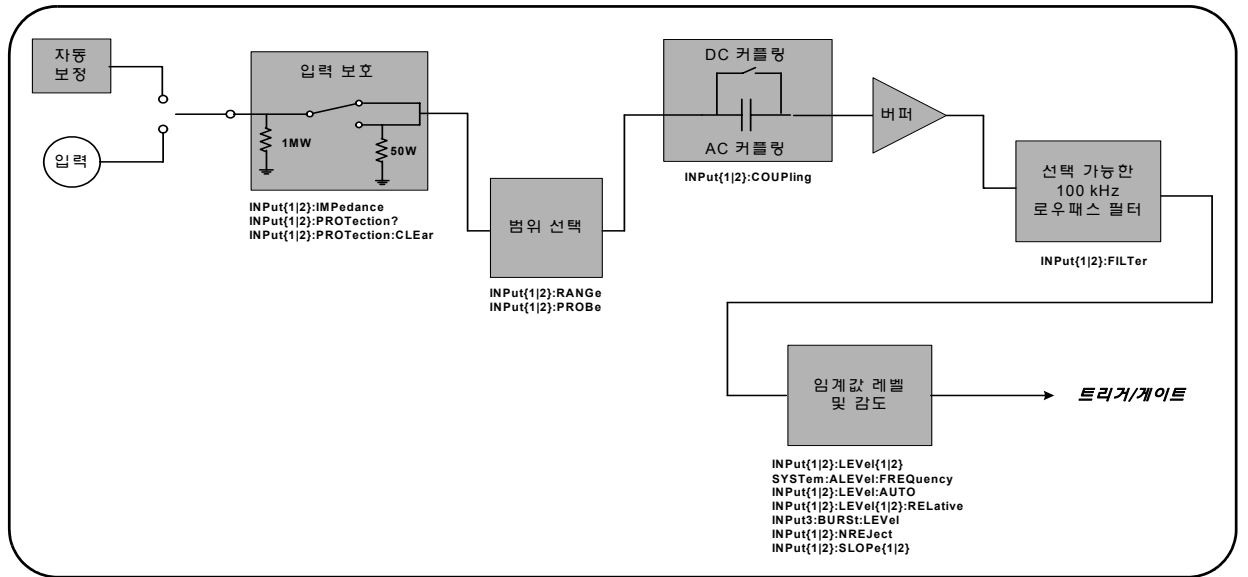 자동
보정
입력
입력 보호
1MW
50W
INPut{1|2}:IMPedance
INPut{1|2}:PROTection?
INPut{1|2}:PROTection:CLEar
범위 선택
INPut{1|2}:RANGe
INPut{1|2}:PROBe
DC 커플링
AC 커플링
INPut{1|2}:COUPling
버퍼
선택 가능한
100 kHz
로우패스 필터
INPut{1|2}:FILTer
임계값 레벨
및 감도
트리거/게이트
INPut{1|2}:LEVel{1|2}
SYSTem:ALEVel:FREQuency
INPut{1|2}:LEVel:AUTO
INPut{1|2}:LEVel{1|2}:RELative
INPut3:BURSt:LEVel
INPut{1|2}:NREJect
INPut{1|2}:SLOPe{1|2}